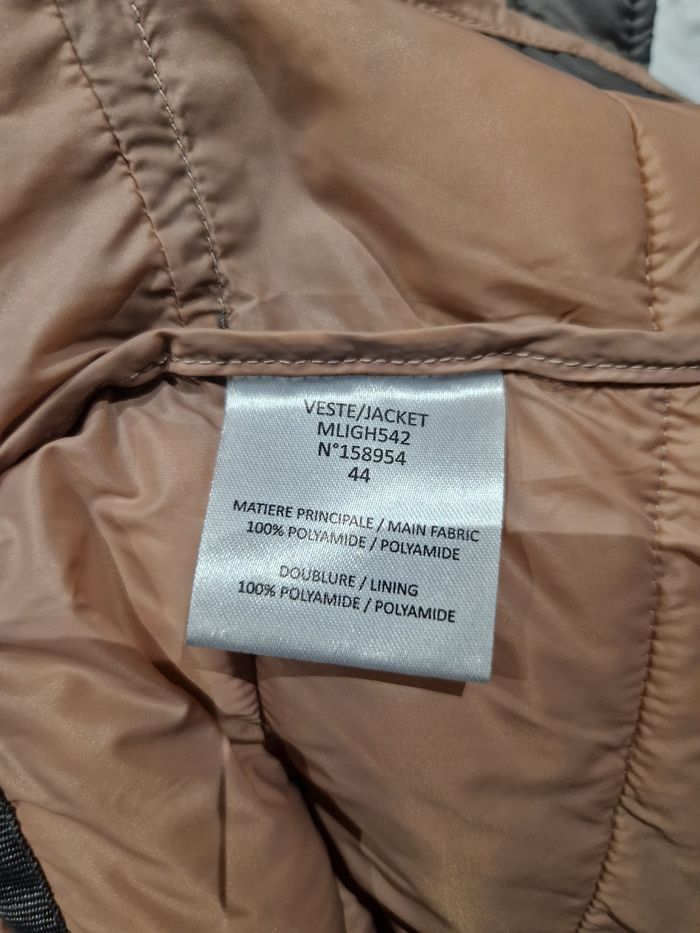 VESTE/JACKET
MLIGH542
N°158954
44
MATIERE PRINCIPALE / MAIN FABRIC
100% POLYAMIDE / POLYAMIDE
DOUBLURE / LINING
100% POLYAMIDE / POLYAMIDE